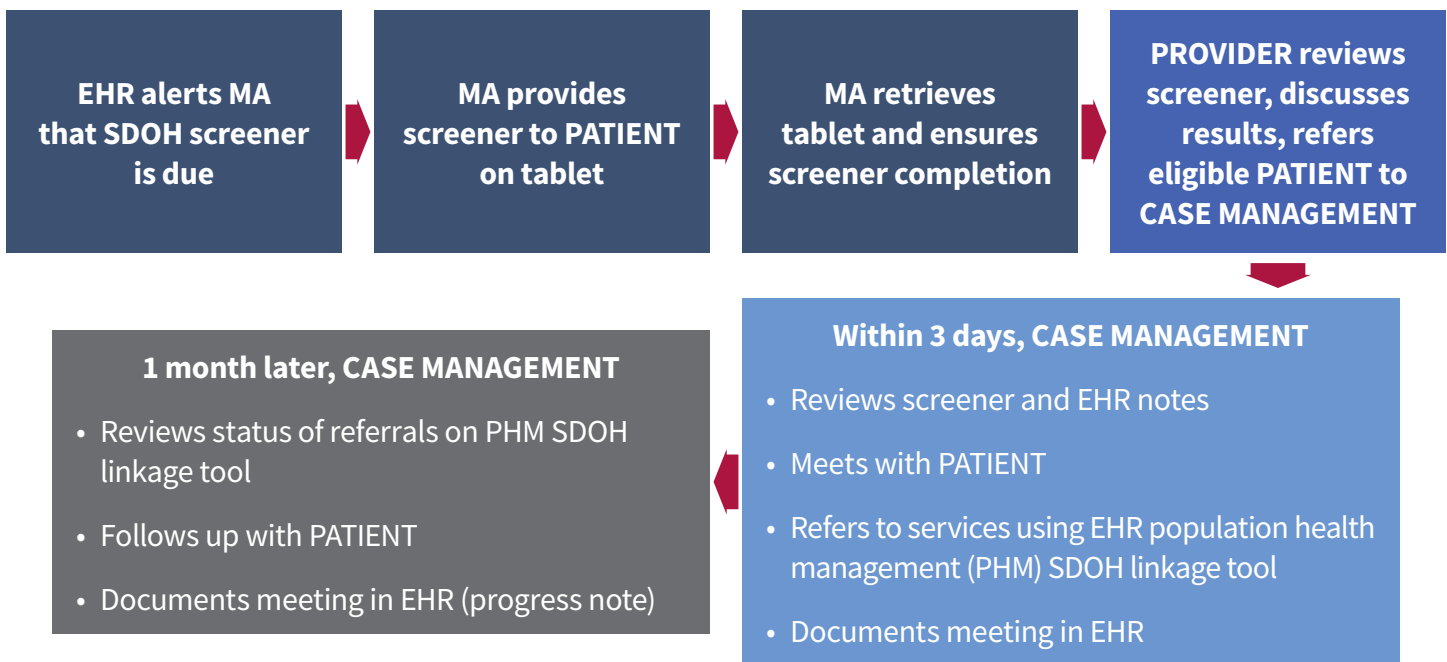 EHR alerts MA
that SDOH screener
is due
MA provides
screener to PATIENT
on tablet
MA retrieves
tablet and ensures
screener completion
PROVIDER reviews
screener, discusses
results, refers
eligible PATIENT to
CASE MANAGEMENT
Within 3 days, CASE MANAGEMENT
• Reviews screener and EHR notes
• Meets with PATIENT
• Refers to services using EHR population health
management (PHM) SDOH linkage tool
• Documents meeting in EHR
1 month later, CASE MANAGEMENT
• Reviews status of referrals on PHM SDOH
linkage tool
• Follows up with PATIENT
• Documents meeting in EHR (progress note)